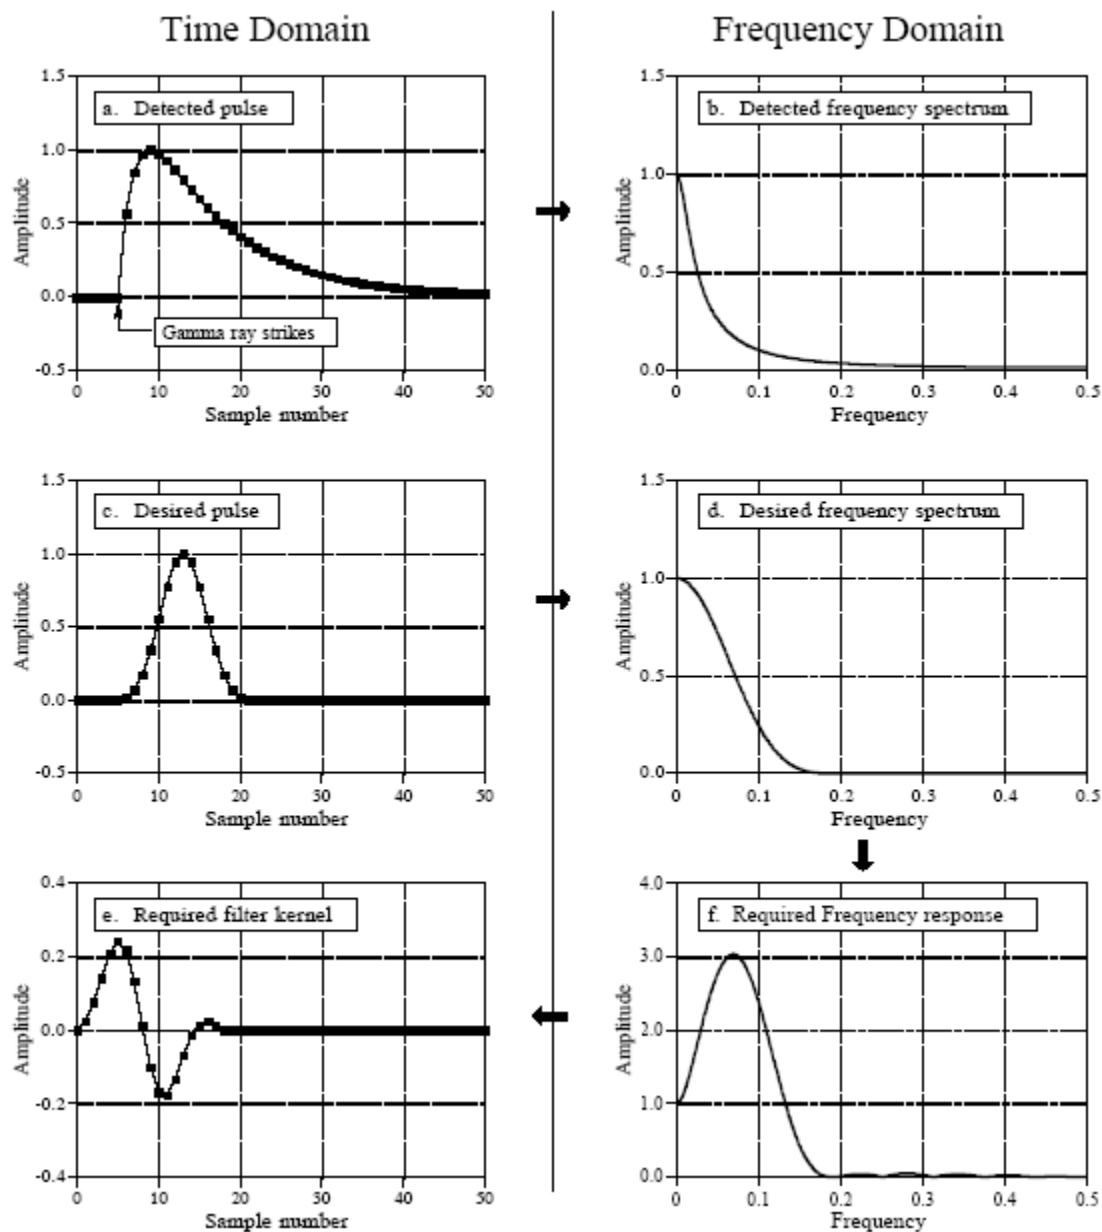 Time Domain
Frequency Domain
1.5
a. Detected pulse
1.0
0.5
0.0
-0.5
Amplitude
Gamma ray strikes
0 10 20 30 40 50
Sample number
1.5
b. Detected frequency spectrum
1.0
0.5
0.0
Amplitude
0 0.1 0.2 0.3 0.4 0.5
Frequency
1.5
c. Desired pulse
1.0
0.5
0.0
-0.5
Amplitude
0 10 20 30 40 50
Sample number
1.5
d. Desired frequency spectrum
1.0
0.5
0.0
Amplitude
0 0.1 0.2 0.3 0.4 0.5
Frequency
0.4
e. Required filter kernel
0.2
0.0
-0.2
-0.4
Amplitude
0 10 20 30 40 50
Sample number
4.0
f. Required Frequency response
3.0
2.0
1.0
0.0
Amplitude
0 0.1 0.2 0.3 0.4 0.5
Frequency